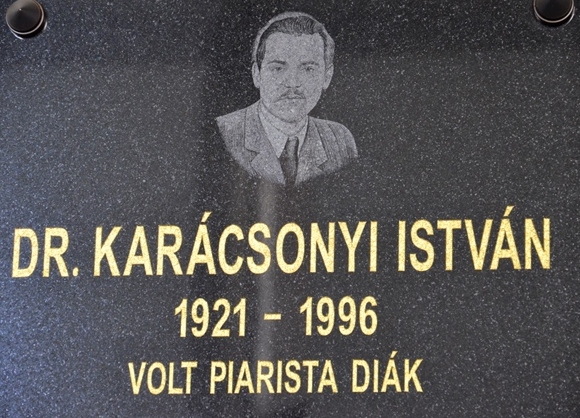 DR. KARÁCSONYI ISTVÁN
1921 - 1996
VOLT PIARISTA DIÁK